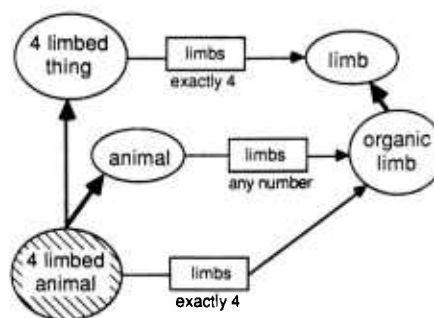 4 limbed
thing
limbs
exactly 4
limb
animal
limbs
any number
organic
limb
4 limbed
animal
limbs
exactly 4